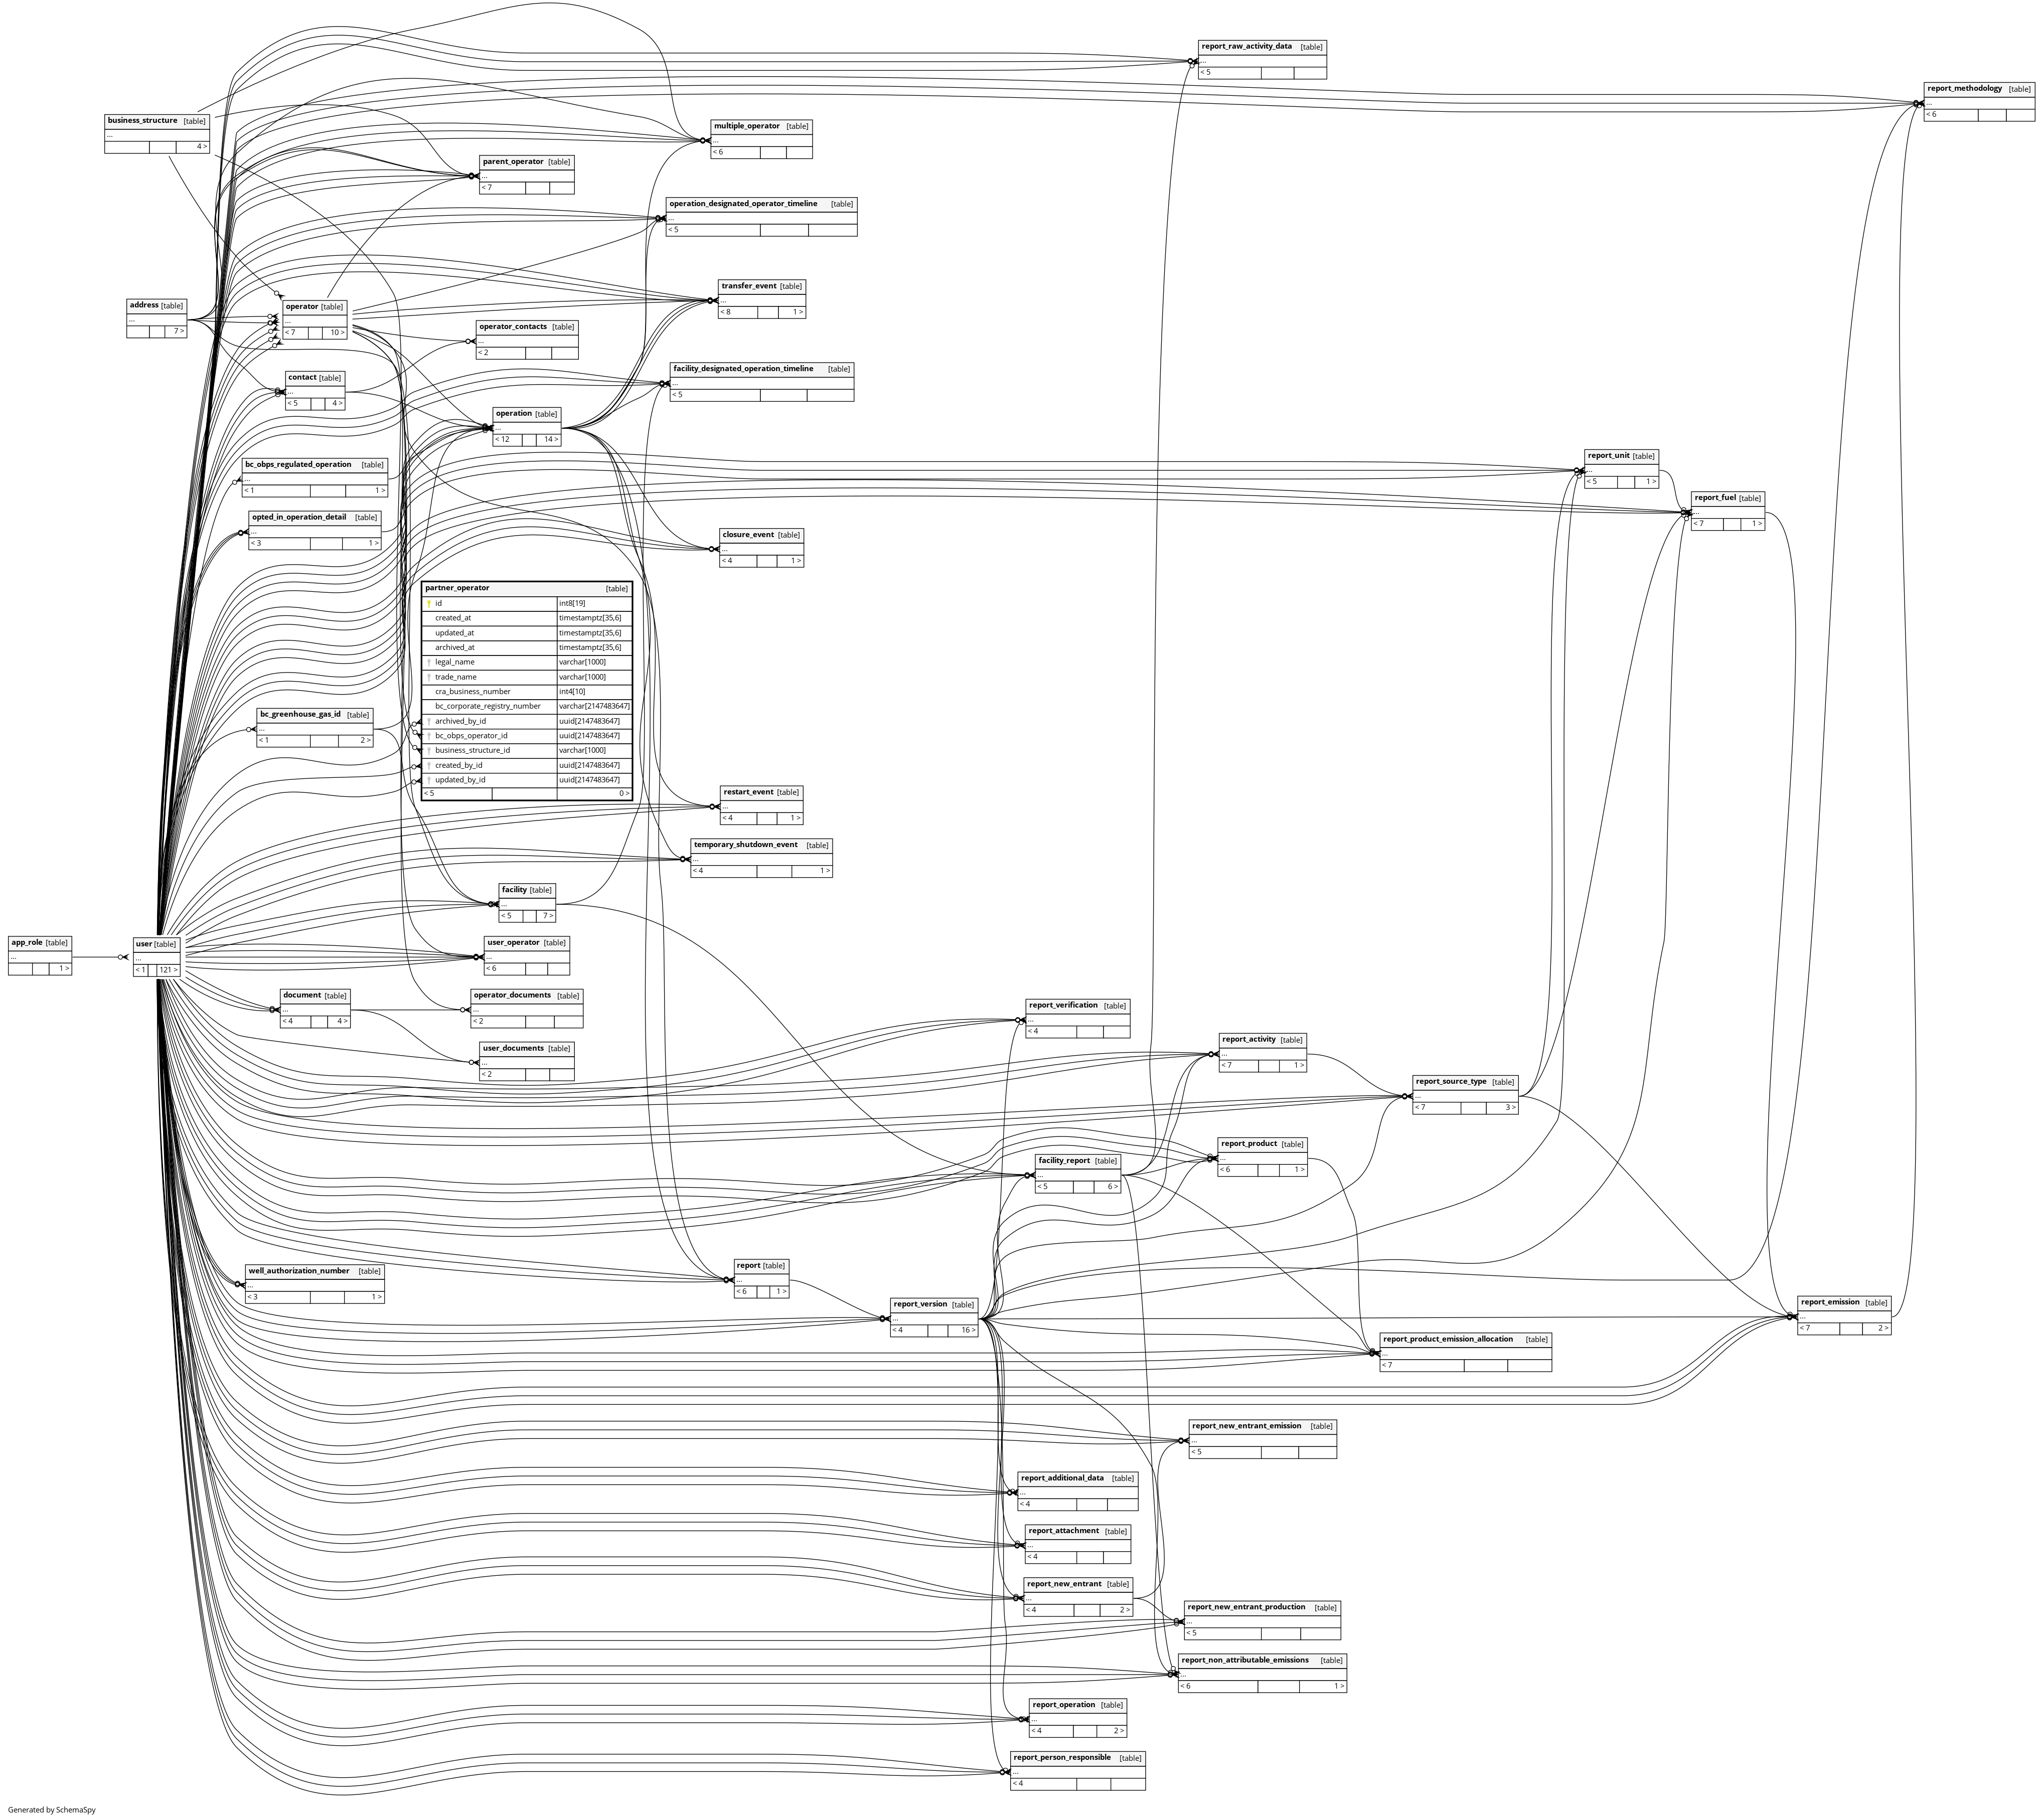 report_raw_activity_data [table]
...
< 5
report_methodology [table]
...
< 6
business_structure [table]
...
4 >
multiple_operator [table]
...
< 6
parent_operator [table]
...
< 7
operation_designated_operator_timeline [table]
...
< 5
transfer_event [table]
...
< 8 1 >
address [table]
...
7 >
operator [table]
...
< 7 10 >
operator_contacts [table]
...
< 2
facility_designated_operation_timeline [table]
...
< 5
contact [table]
...
< 5 4 >
operation [table]
...
< 12 14 >
bc_obps_regulated_operation [table]
...
< 1 1 >
report_unit [table]
...
< 5 1 >
report_fuel [table]
...
< 7 1 >
opted_in_operation_detail [table]
...
< 3 1 >
closure_event [table]
...
< 4 1 >
partner_operator [table]
id int8[19]
created_at timestamptz[35,6]
updated_at timestamptz[35,6]
archived_at timestamptz[35,6]
legal_name varchar[1000]
trade_name varchar[1000]
cra_business_number int4[10]
bc_corporate_registry_number varchar[2147483647]
archived_by_id uuid[2147483647]
bc_obps_operator_id uuid[2147483647]
business_structure_id varchar[1000]
created_by_id uuid[2147483647]
updated_by_id uuid[2147483647]
< 5 0 >
bc_greenhouse_gas_id [table]
...
< 1 2 >
restart_event [table]
...
< 4 1 >
temporary_shutdown_event [table]
...
< 4 1 >
facility [table]
...
< 5 7 >
app_role [table]
...
1 >
user [table]
...
< 1 121 >
user_operator [table]
...
< 6
document [table]
...
< 4 4 >
operator_documents [table]
...
< 2
report_verification [table]
...
< 4
user_documents [table]
...
< 2
report_activity [table]
...
< 7 1 >
report_source_type [table]
...
< 7 3 >
report_product [table]
...
< 6 1 >
facility_report [table]
...
< 5 6 >
well_authorization_number [table]
...
< 3 1 >
report [table]
...
< 6 1 >
report_version [table]
...
< 4 16 >
report_emission [table]
...
< 7 2 >
report_product_emission_allocation [table]
...
< 7
report_new_entrant_emission [table]
...
< 5
report_additional_data [table]
...
< 4
report_attachment [table]
...
< 4
report_new_entrant [table]
...
< 4 2 >
report_new_entrant_production [table]
...
< 5
report_non_attributable_emissions [table]
...
< 6 1 >
report_operation [table]
...
< 4 2 >
report_person_responsible [table]
...
< 4
Generated by SchemaSpy